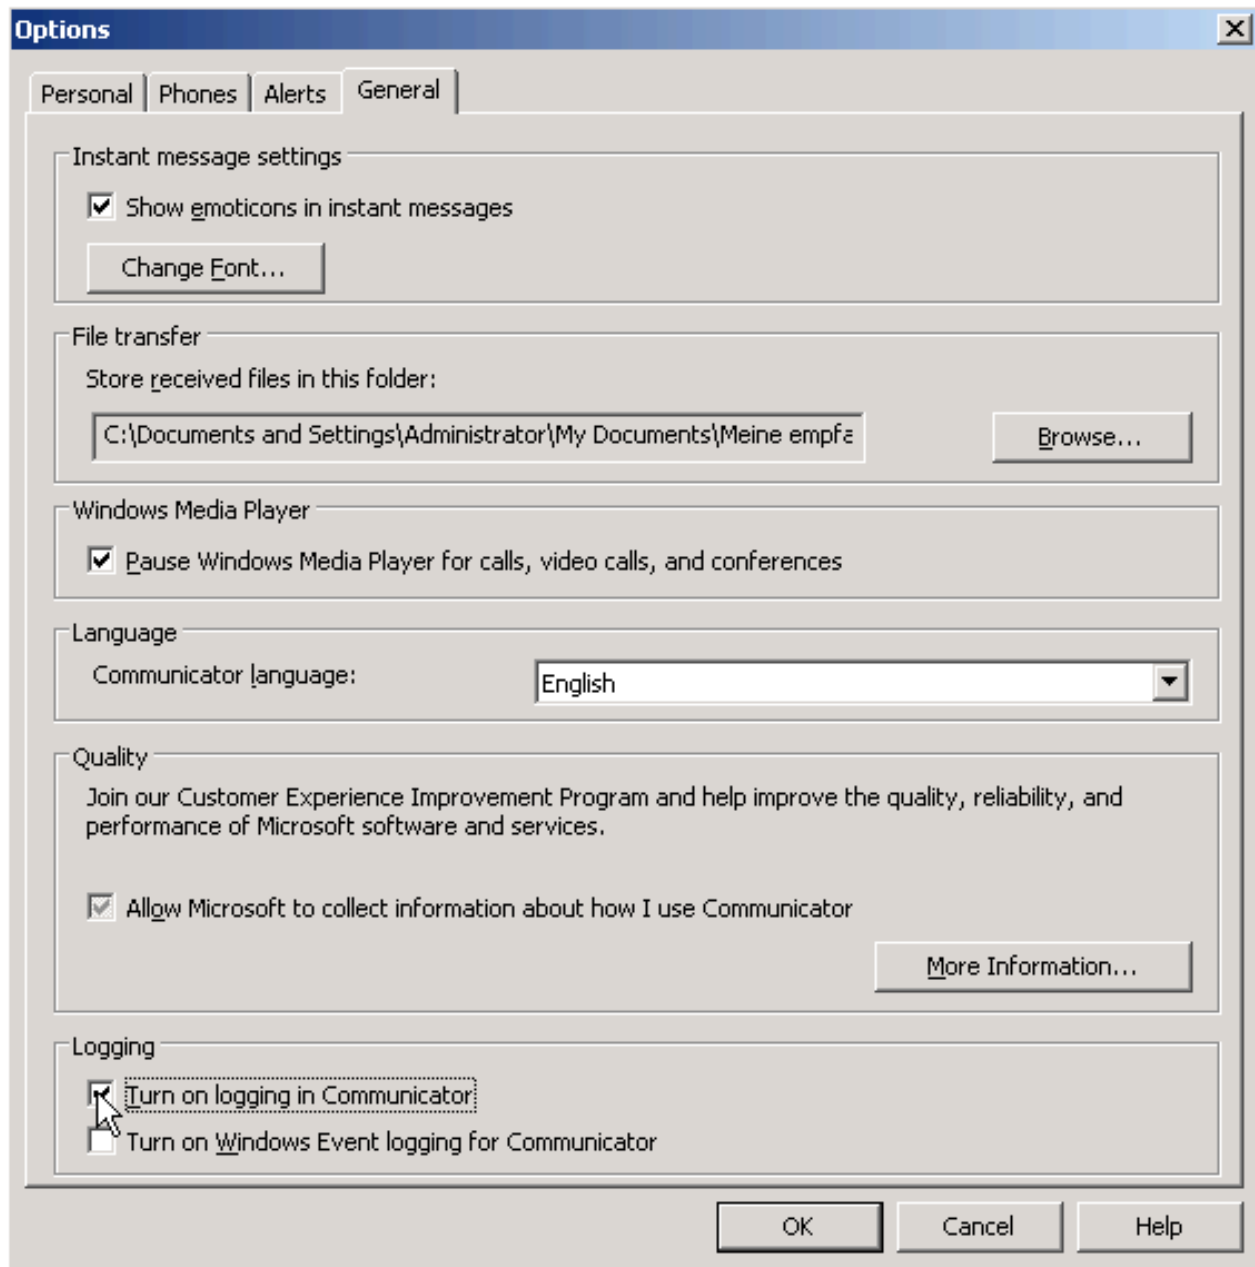 Options
Personal Phones Alerts General
Instant message settings
Show emoticons in instant messages
Change Font...
File transfer
Store received files in this folder:
C:\Documents and Settings\Administrator\My Documents\Meine empfa
Browse...
Windows Media Player
Pause Windows Media Player for calls, video calls, and conferences
Language
Communicator language:
English
Quality
Join our Customer Experience Improvement Program and help improve the quality, reliability, and
performance of Microsoft software and services.
Allow Microsoft to collect information about how I use Communicator
More Information...
Logging
Turn on logging in Communicator
Turn on Windows Event logging for Communicator
OK Cancel Help